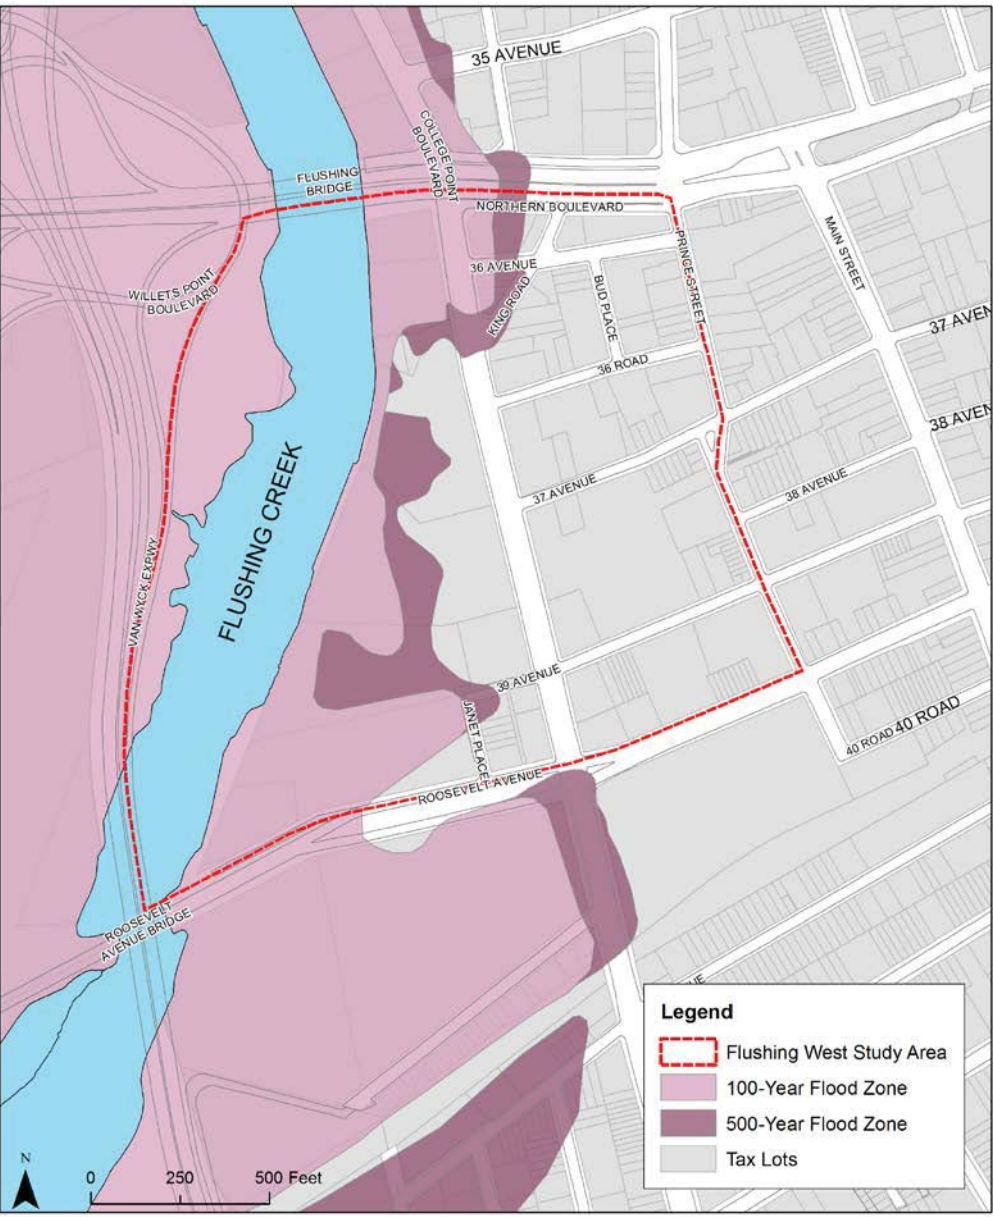 35 AVENUE
COLLEGE POINT
BOULEVARD
FLUSHING
BRIDGE
NORTHERN BOULEVARD
MAIN STREET
PRINCE STREET
36 AVENUE
KING ROAD
BUD PLACE
WILLETS POINT
BOULEVARD
37 AVEN
36 ROAD
38 AVEN
37 AVENUE
38 AVENUE
FLUSHING CREEK
VAN WYCK EXPWY
39 AVENUE
JANET PLACE
40 ROAD
40 ROAD
ROOSEVELT AVENUE
ROOSEVELT
AVENUE BRIDGE
UE
Legend
Flushing West Study Area
100-Year Flood Zone
500-Year Flood Zone
Tax Lots
N
0 250 500 Feet